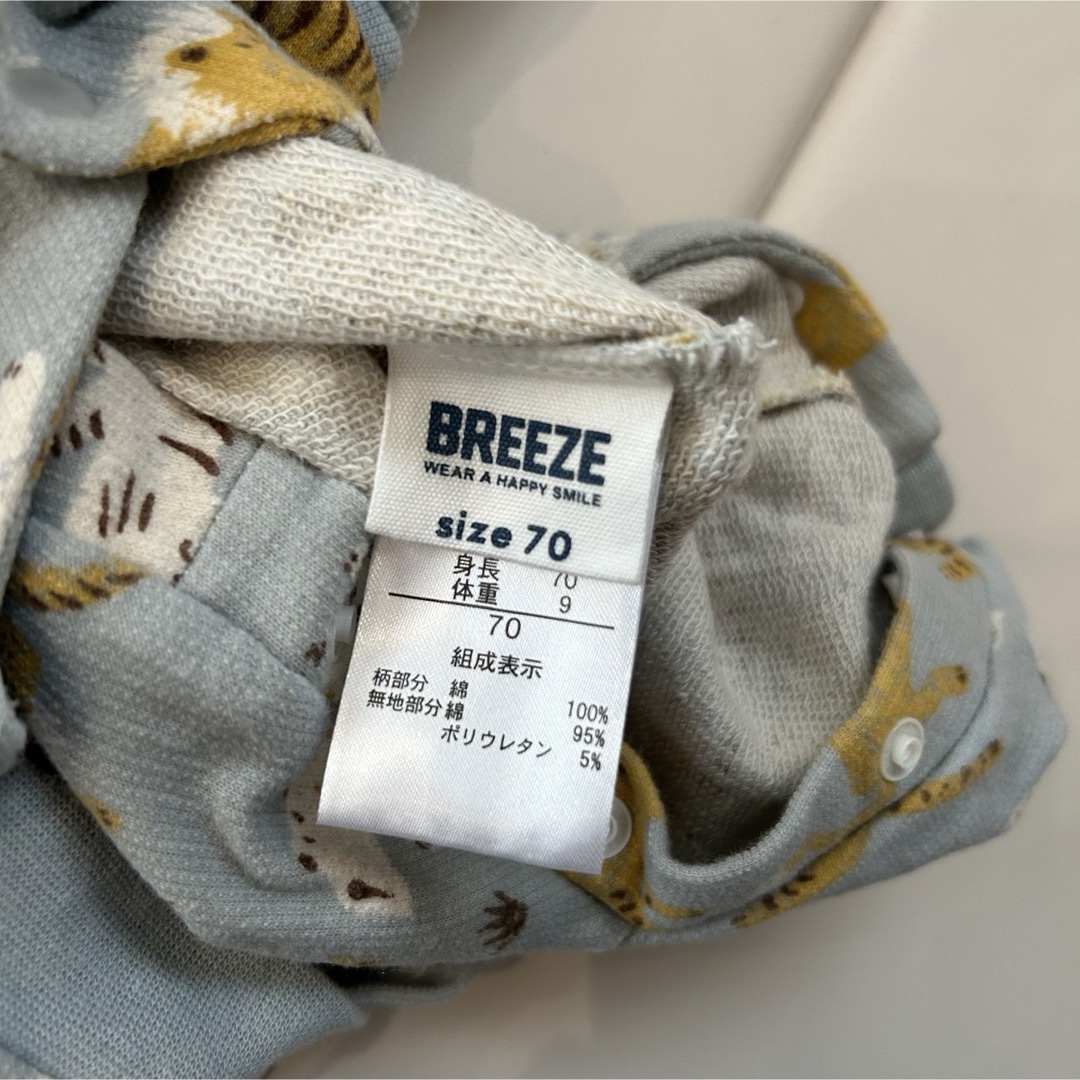 BREEZE
WEAR A HAPPY SMILE
size 70
身長 70
体重 9
70
組成表示
柄部分 綿 100%
無地部分綿 95%
ポリウレタン 5%